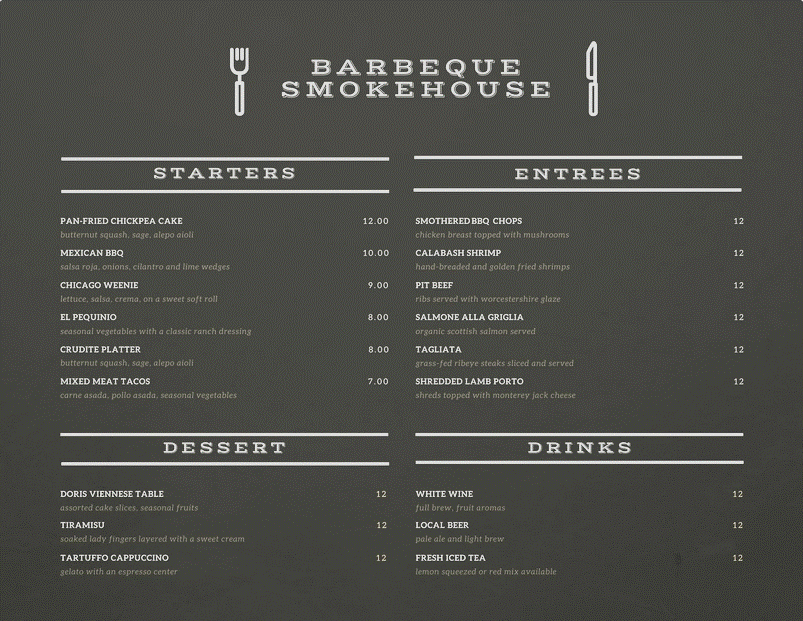 BARBEQUE
SMOKEHOUSE
STARTERS
PAN-FRIED CHICKPEA CAKE 12.00
butternut squash, sage, alepo aioli
MEXICAN BBQ 10.00
salsa roja, onions, cilantro and lime wedges
CHICAGO WEENIE 9.00
lettuce, salsa, crema, on a sweet soft roll
EL PEQUINIO 8.00
seasonal vegetables with a classic ranch dressing
CRUDITE PLATTER 8.00
butternut squash, sage, alepo aioli
MIXED MEAT TACOS 7.00
carne asada, pollo asada, seasonal vegetables
ENTREES
SMOTHERED BBQ CHOPS 12
chicken breast topped with mushrooms
CALABASH SHRIMP 12
hand-breaded and golden fried shrimps
PIT BEEF 12
ribs served with worcestershire glaze
SALMONE ALLA GRIGLIA 12
organic scottish salmon served
TAGLIATA 12
grass-fed ribeye steaks sliced and served
SHREDDED LAMB PORTO 12
shreds topped with monterey jack cheese
DESSERT
DORIS VIENNESE TABLE 12
assorted cake slices, seasonal fruits
TIRAMISU 12
soaked lady fingers layered with a sweet cream
TARTUFFO CAPPUCCINO 12
gelato with an espresso center
DRINKS
WHITE WINE 12
full brew, fruit aromas
LOCAL BEER 12
pale ale and light brew
FRESH ICED TEA 12
lemon squeezed or red mix available